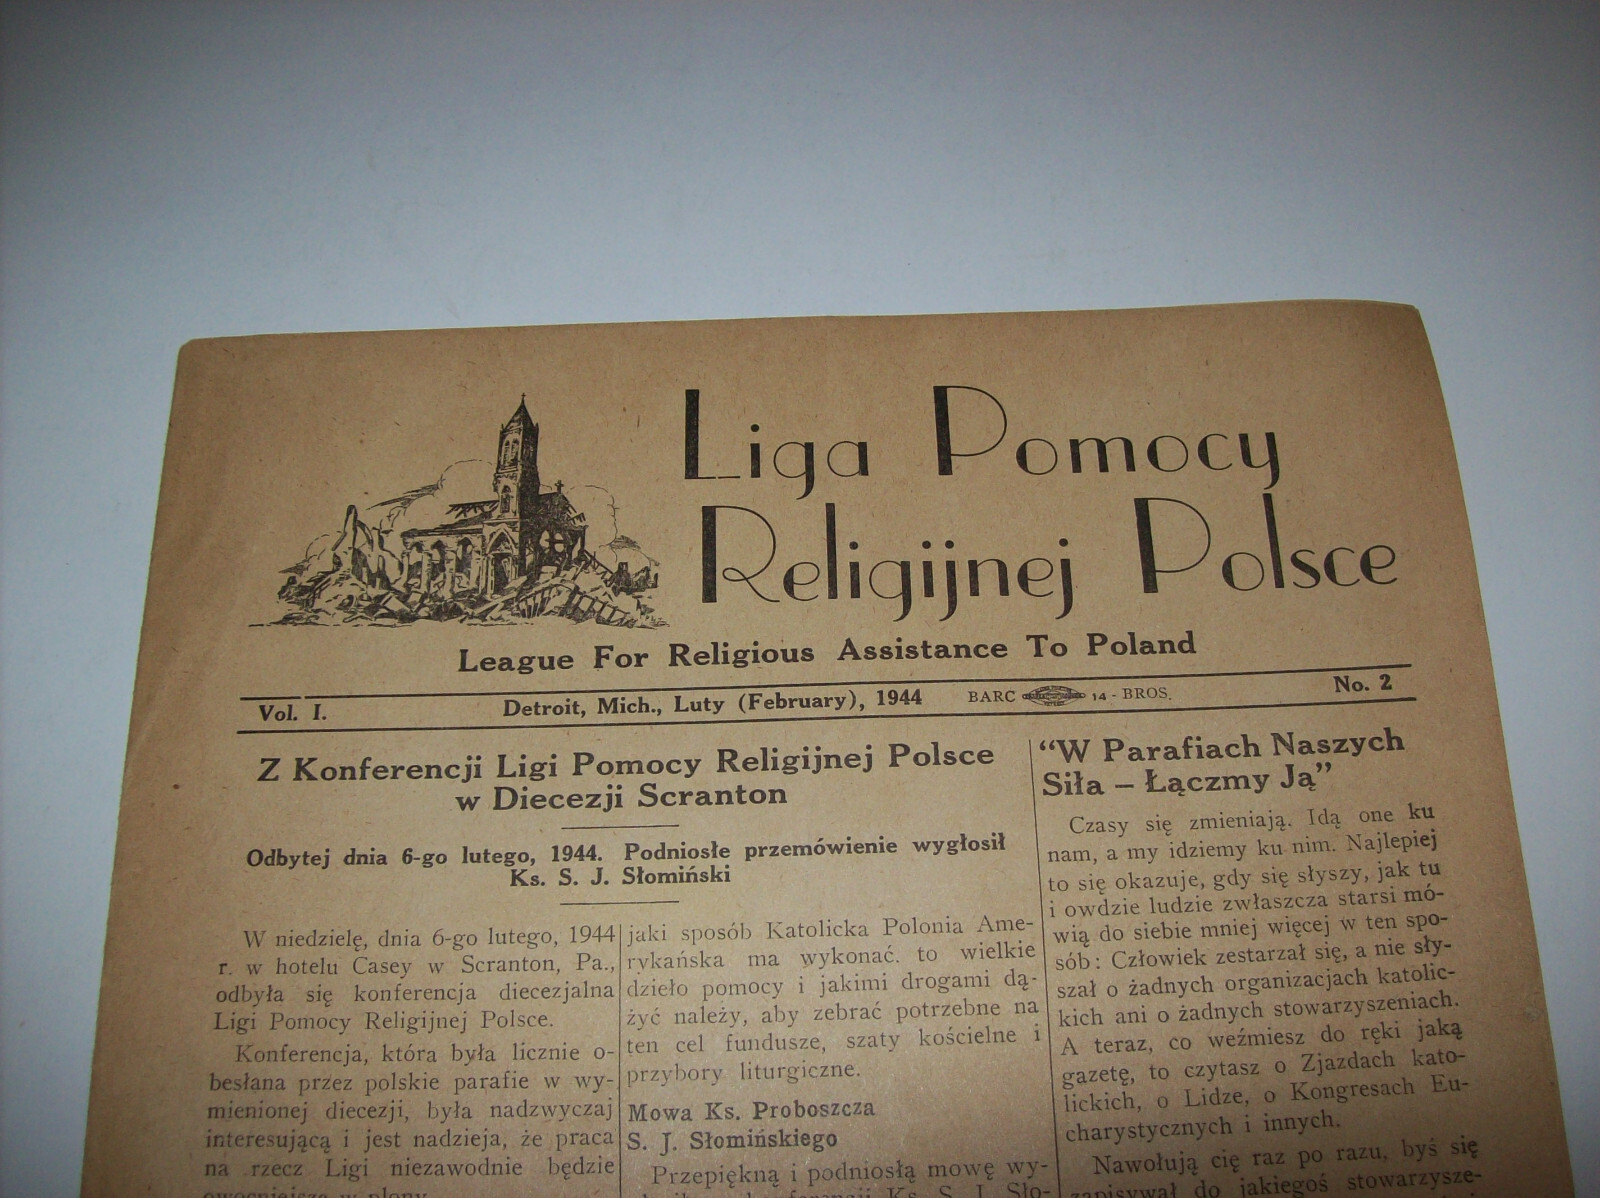 Liga Pomocy
Religijnej Polsce
League For Religious Assistance To Poland
Vol. I.
Detroit, Mich., Luty (February), 1944
BARC 14 - BROS.
No. 2
Z Konferencji Ligi Pomocy Religijnej Polsce
w Diecezji Scranton
Odbytej dnia 6-go lutego, 1944. Podniosłe przemówienie wygłosił
Ks. S. J. Słomiński
W niedzielę, dnia 6-go lutego, 1944
r. w hotelu Casey w Scranton, Pa.,
odbyła się konferencja diecezjalna
Ligi Pomocy Religijnej Polsce.
Konferencja, która była licznie o-
besłana przez polskie parafie w wy-
mienionej diecezji, była nadzwyczaj
interesującą i jest nadzieja, że praca
na rzecz Ligi niezawodnie będzie
jaki sposób Katolicka Polonia Ame-
rykańska ma wykonać. to wielkie
dzieło pomocy i jakimi drogami dą-
żyć należy, aby zebrać potrzebne na
ten cel fundusze, szaty kościelne i
przybory liturgiczne.
Mowa Ks. Proboszcza
S. J. Słomińskiego
Przepiękną i podniosłą mowę wy-
Ks. S. J. Sło-
"W Parafiach Naszych
Siła – Łączmy Ją"
Czasy się zmieniają. Idą one ku
nam, a my idziemy ku nim. Najlepiej
to się okazuje, gdy się słyszy, jak tu
i owdzie ludzie zwłaszcza starsi mó-
wią do siebie mniej więcej w ten spo-
sób: Człowiek zestarzał się, a nie sły-
szał o żadnych organizacjach katolic-
kich ani o żadnych stowarzyszeniach.
A teraz, co weźmiesz do ręki jaką
gazetę, to czytasz o Zjazdach kato-
lickich, o Lidze, o Kongresach Eu-
charystycznych i innych.
Nawołują cię raz po razu, byś się
zapisywał do jakiegoś stowarzysze-